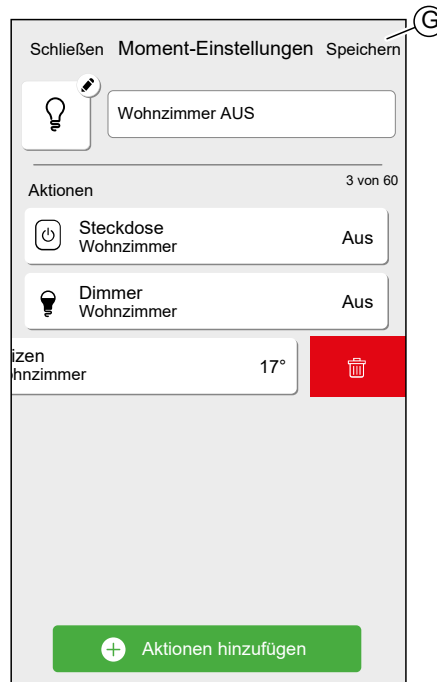 G
Schließen Moment-Einstellungen Speichern
Wohnzimmer AUS
3 von 60
Aktionen
Steckdose
Wohnzimmer
Aus
Dimmer
Wohnzimmer
Aus
izen
hnzimmer
17°
Aktionen hinzufügen